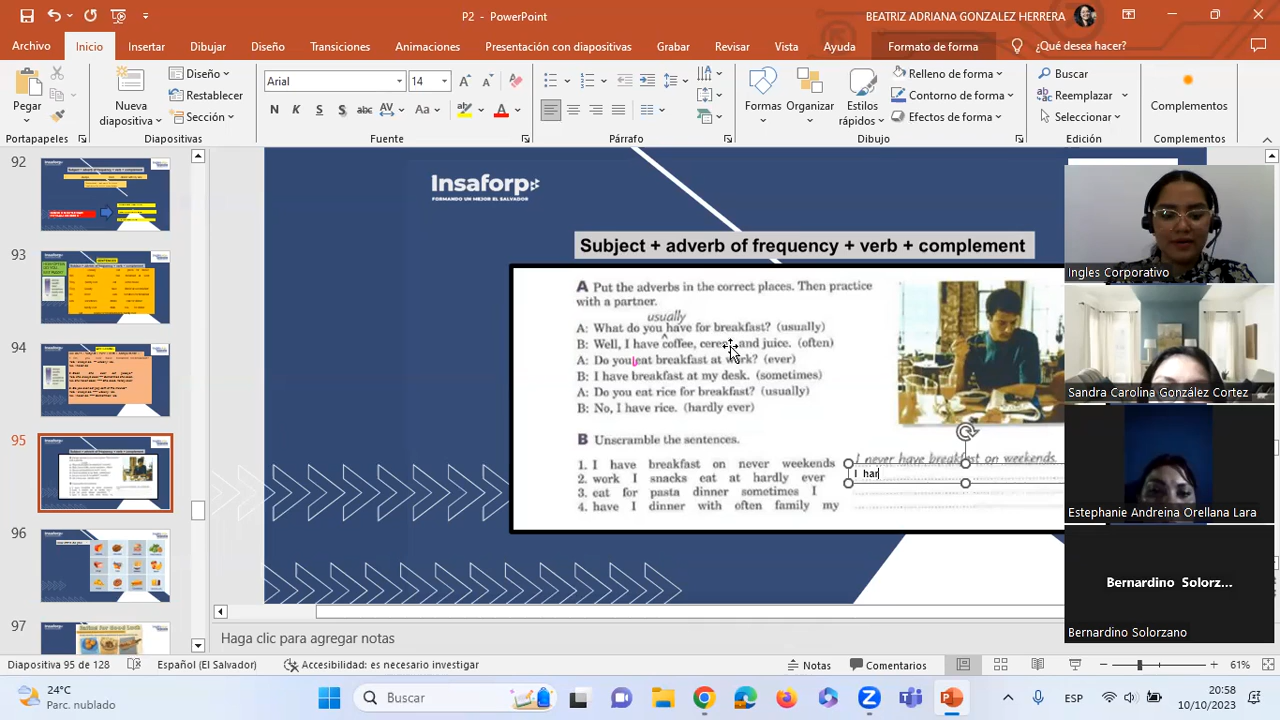 P2 - PowerPoint
BEATRIZ ADRIANA GONZALEZ HERRERA
Archivo Inicio Insertar Dibujar Diseño Transiciones Animaciones Presentación con diapositivas Grabar Revisar Vista Ayuda Formato de forma ¿Qué desea hacer?
Pegar
Portapapeles
Nueva diapositiva
Diseño
Restablecer
Sección
Diapositivas
Arial 14
N K S S abc AV Aa A
Fuente
Párrafo
Formas
Organizar
Estilos rápidos
Relleno de forma
Contorno de forma
Efectos de forma
Dibujo
Buscar
Reemplazar
Seleccionar
Edición
Complementos
Complementos
92
93
94
95
96
97
Insaforp
FORMANDO UN MEJOR EL SALVADOR
Subject + adverb of frequency + verb + complement
A Put the adverbs in the correct places. Then practice
with a partner.
usually
A: What do you have for breakfast? (usually)
B: Well, I have coffee, cereal and juice. (often)
A: Do you eat breakfast at work? (ever)
B: I have breakfast at my desk. (sometimes)
A: Do you eat rice for breakfast? (usually)
B: No, I have rice. (hardly ever)
B Unscramble the sentences.
1. I have breakfast on never weekends
I never have breakfast on weekends.
2. work I snacks eat at hardly ever
I har
3. eat for pasta dinner sometimes I
4. have I dinner with often family my
Ingles Corporativo
Sandra Carolina González Cortez
Estephanie Andreina Orellana Lara
Bernardino Solorz...
Bernardino Solorzano
Haga clic para agregar notas
Diapositiva 95 de 128
Español (El Salvador)
Accesibilidad: es necesario investigar
Notas
Comentarios
61%
24°C
Parc. nublado
Buscar
ESP
20:58
10/10/2023